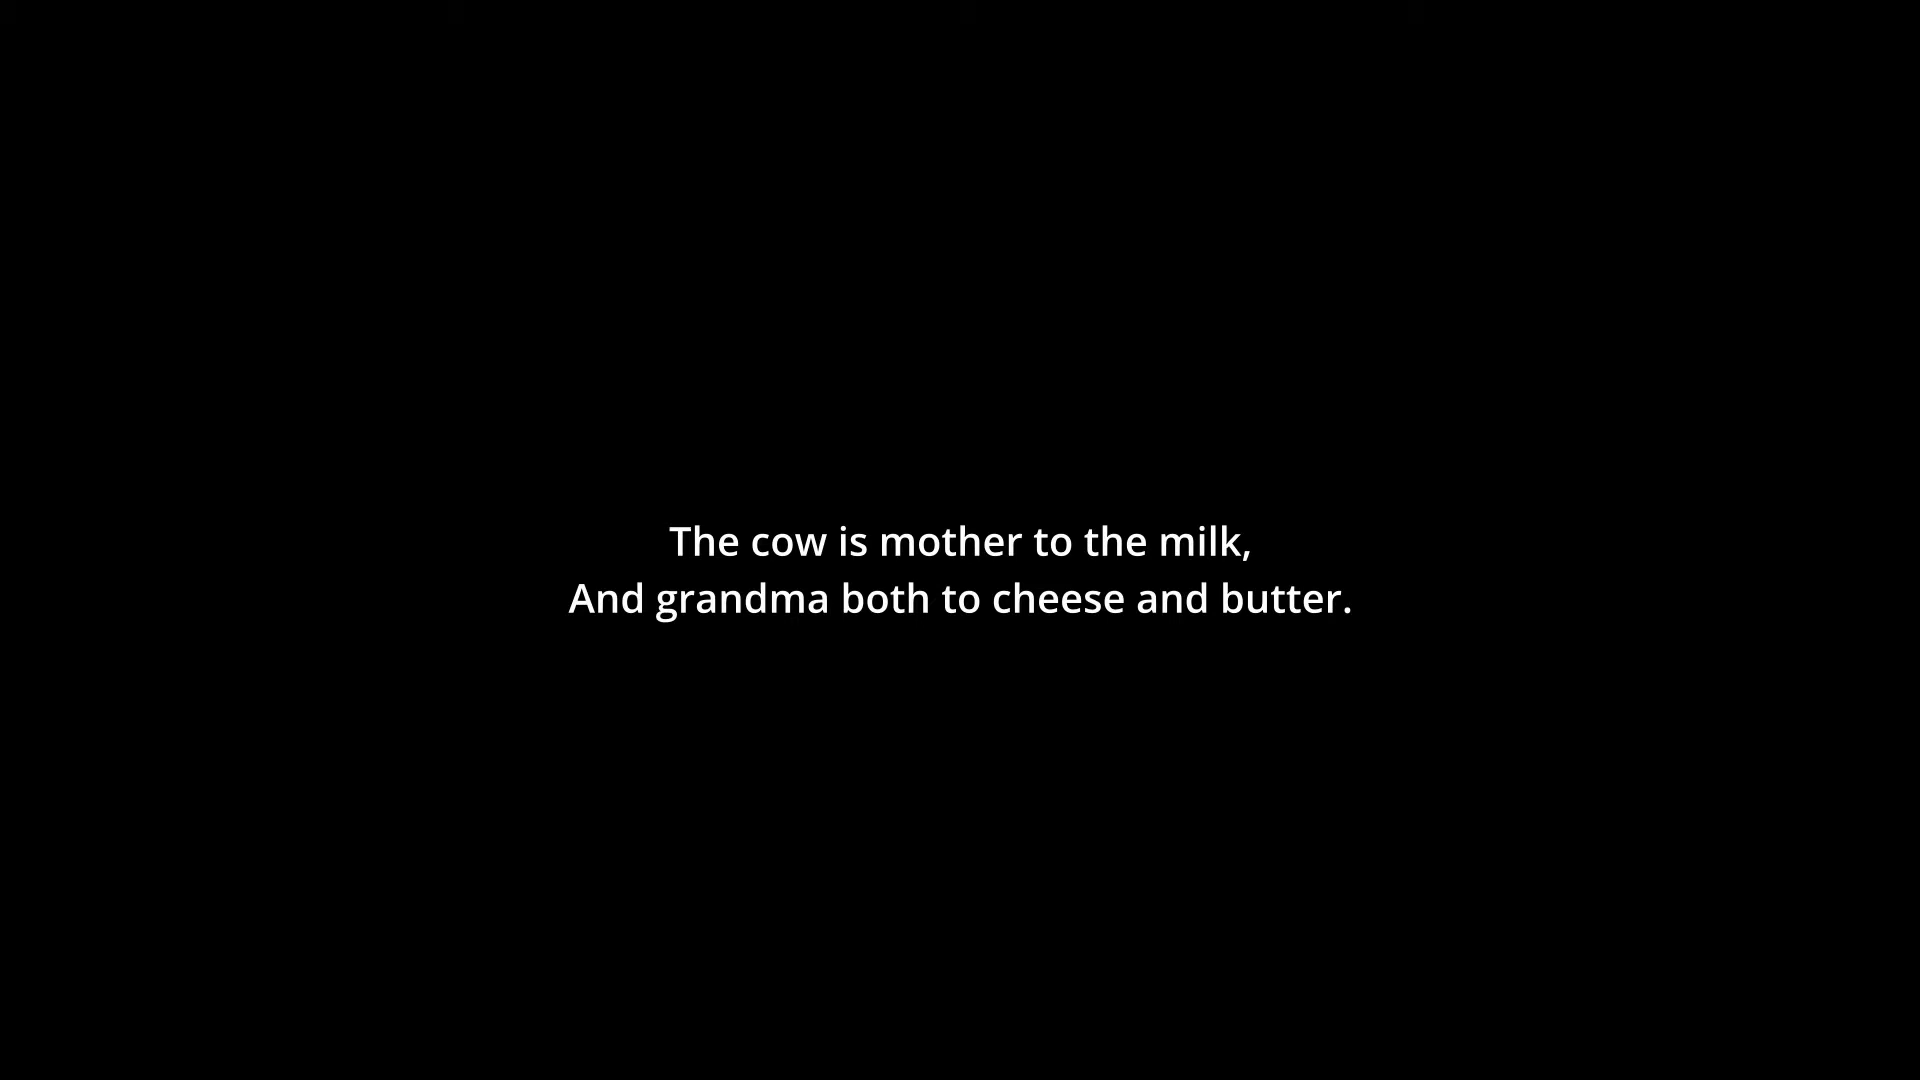 The cow is mother to the milk,
And grandma both to cheese and butter.